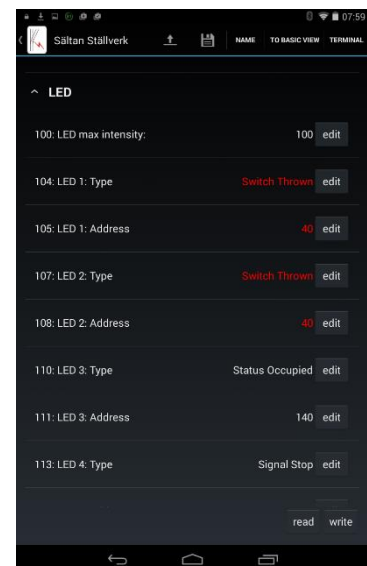 07:59
Sältan Ställverk NAME TO BASIC VIEW TERMINAL
LED
100: LED max intensity: 100 edit
104: LED 1: Type Switch Thrown edit
105: LED 1: Address 40 edit
107: LED 2: Type Switch Thrown edit
108: LED 2: Address 40 edit
110: LED 3: Type Status Occupied edit
111: LED 3: Address 140 edit
113: LED 4: Type Signal Stop edit
read write